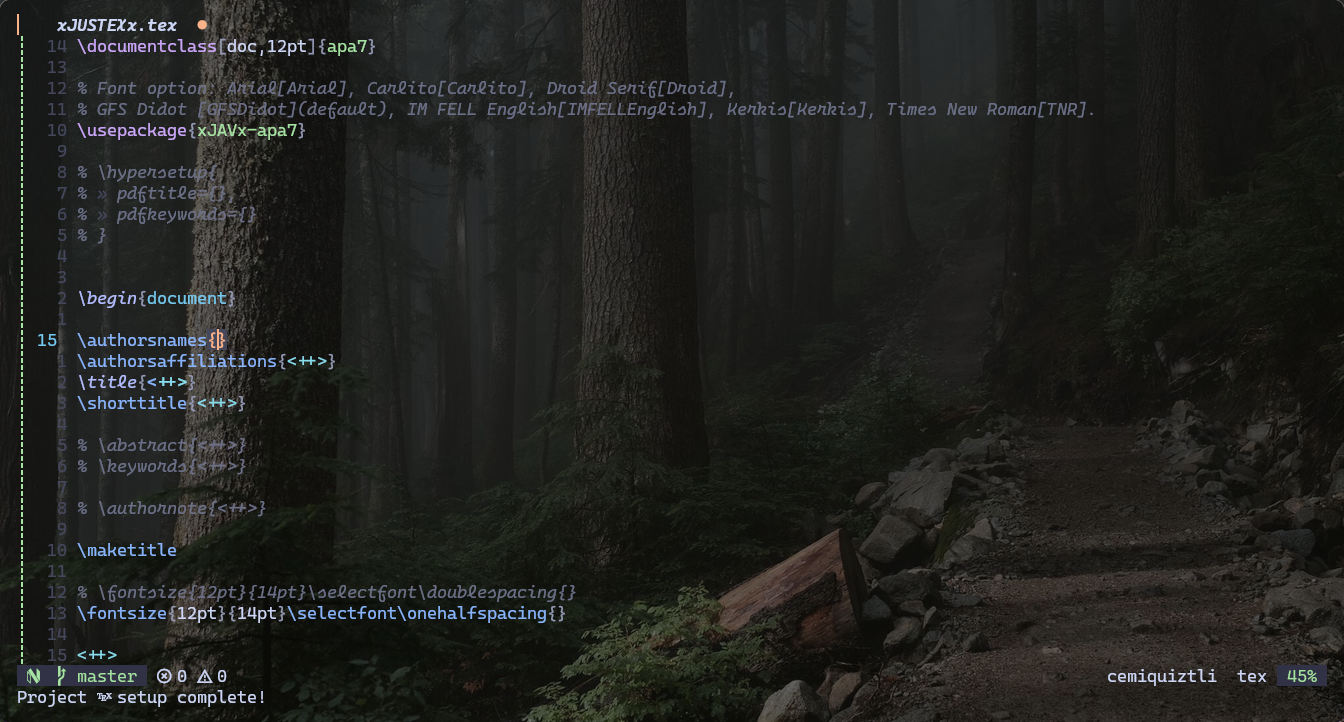 xJUSTEXx.tex ●
14 \documentclass[doc,12pt]{apa7}
13
12 % Font option: Arial[Arial], Carlito[Carlito], Droid Serif[Droid],
11 % GFS Didot [GFSDidot](default), IM FELL English[IMFELLEnglish], Kerkis[Kerkis], Times New Roman[TNR].
10 \usepackage{xJAVx-apa7}
9
8 % \hypersetup{
7 % » pdftitle={},
6 % » pdfkeywords={}
5 % }
4
3
2 \begin{document}
1
15 \authorsnames{}
1 \authorsaffiliations{<++>}
2 \title{<++>}
3 \shorttitle{<++>}
4
5 % \abstract{<++>}
6 % \keywords{<++>}
7
8 % \authornote{<++>}
9
10 \maketitle
11
12 % \fontsize{12pt}{14pt}\selectfont\doublespacing{}
13 \fontsize{12pt}{14pt}\selectfont\onehalfspacing{}
14
15 <++>
master 0 0 cemiquiztli tex 45%
Project TEX setup complete!